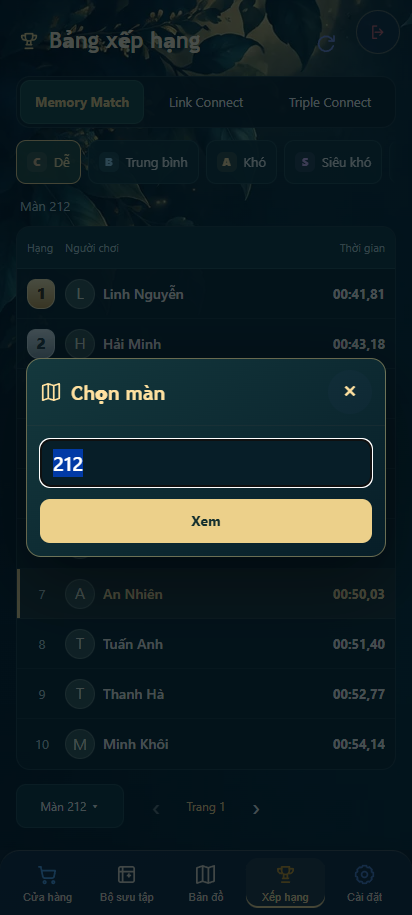 Bảng xếp hạng
Memory Match Link Connect Triple Connect
C Dễ B Trung bình A Khó S Siêu khó
Màn 212
Hạng Người chơi Thời gian
1 L Linh Nguyễn 00:41,81
2 H Hải Minh 00:43,18
Chọn màn ×
212
Xem
7 A An Nhiên 00:50,03
8 T Tuấn Anh 00:51,40
9 T Thanh Hà 00:52,77
10 M Minh Khôi 00:54,14
Màn 212 ‹ Trang 1 ›
Cửa hàng Bộ sưu tập Bản đồ Xếp hạng Cài đặt